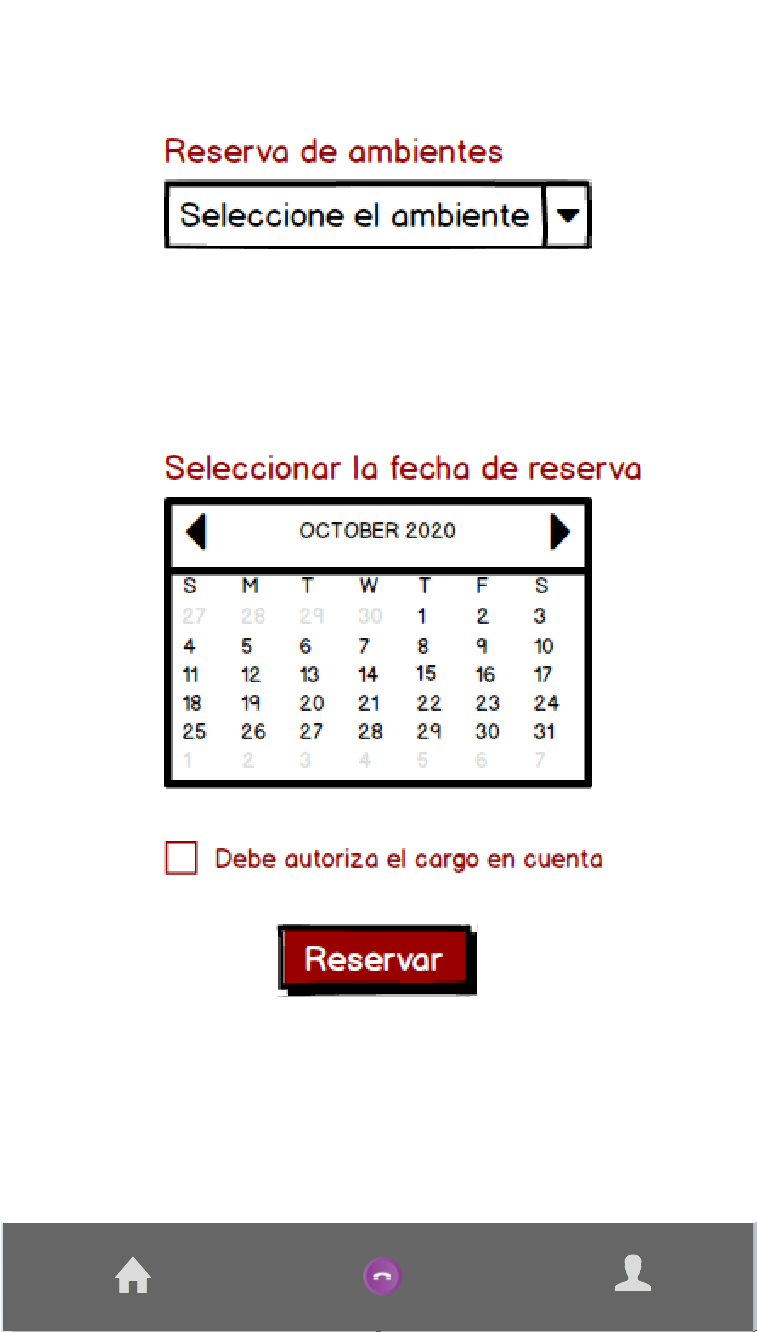 Reserva de ambientes
Seleccione el ambiente
Seleccionar la fecha de reserva
OCTOBER 2020
S M T W T F S
27 28 29 30 1 2 3
4 5 6 7 8 9 10
11 12 13 14 15 16 17
18 19 20 21 22 23 24
25 26 27 28 29 30 31
1 2 3 4 5 6 7
Debe autoriza el cargo en cuenta
Reservar